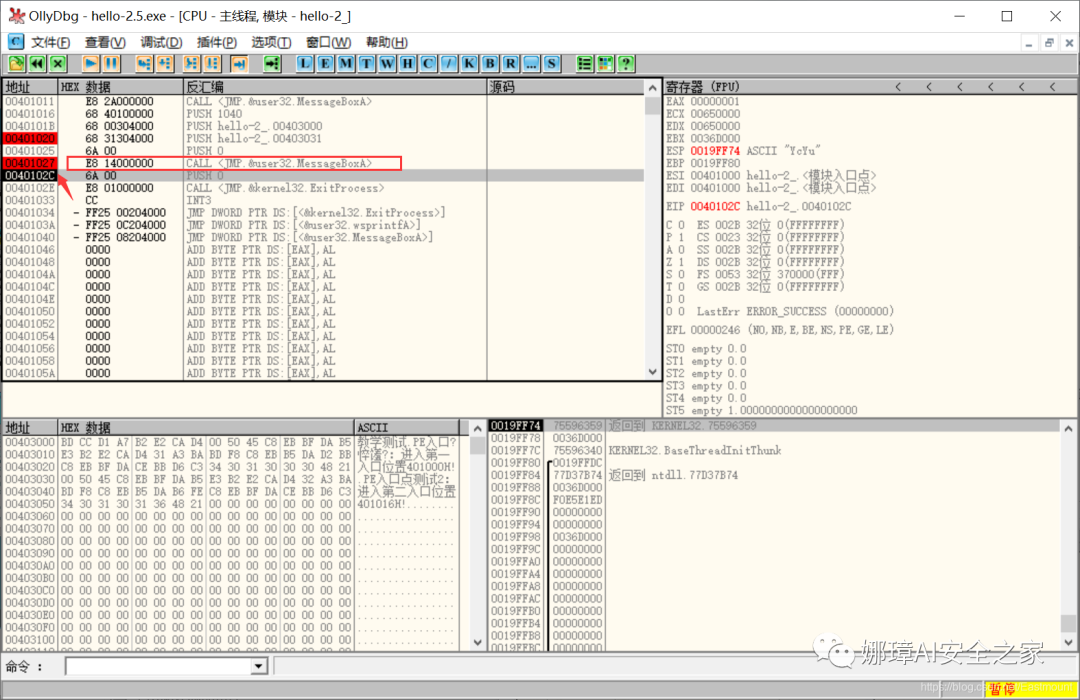 OllyDbg - hello-2.5.exe - [CPU - 主线程, 模块 - hello-2_]
文件(F) 查看(V) 调试(D) 插件(P) 选项(T) 窗口(W) 帮助(H)
L E M T W H C / K B R ... S ?
地址 HEX 数据 反汇编 源码
00401011 E8 2A000000 CALL <JMP.&user32.MessageBoxA>
00401016 68 40100000 PUSH 1040
0040101B 68 00304000 PUSH hello-2_.00403000
00401020 68 31304000 PUSH hello-2_.00403031
00401025 6A 00 PUSH 0
00401027 E8 14000000 CALL <JMP.&user32.MessageBoxA>
0040102C 6A 00 PUSH 0
0040102E E8 01000000 CALL <JMP.&kernel32.ExitProcess>
00401033 CC INT3
00401034 - FF25 00204000 JMP DWORD PTR DS:[<&kernel32.ExitProcess>]
0040103A - FF25 0C204000 JMP DWORD PTR DS:[<&user32.wsprintfA>]
00401040 - FF25 08204000 JMP DWORD PTR DS:[<&user32.MessageBoxA>]
00401046 0000 ADD BYTE PTR DS:[EAX],AL
00401048 0000 ADD BYTE PTR DS:[EAX],AL
0040104A 0000 ADD BYTE PTR DS:[EAX],AL
0040104C 0000 ADD BYTE PTR DS:[EAX],AL
0040104E 0000 ADD BYTE PTR DS:[EAX],AL
00401050 0000 ADD BYTE PTR DS:[EAX],AL
00401052 0000 ADD BYTE PTR DS:[EAX],AL
00401054 0000 ADD BYTE PTR DS:[EAX],AL
00401056 0000 ADD BYTE PTR DS:[EAX],AL
00401058 0000 ADD BYTE PTR DS:[EAX],AL
0040105A 0000 ADD BYTE PTR DS:[EAX],AL
寄存器 (FPU) < < < < < <
EAX 00000001
ECX 00650000
EDX 00650000
EBX 0036D000
ESP 0019FF74 ASCII "YcYu"
EBP 0019FF80
ESI 00401000 hello-2_.<模块入口点>
EDI 00401000 hello-2_.<模块入口点>
EIP 0040102C hello-2_.0040102C
C 0 ES 002B 32位 0(FFFFFFFF)
P 1 CS 0023 32位 0(FFFFFFFF)
A 0 SS 002B 32位 0(FFFFFFFF)
Z 1 DS 002B 32位 0(FFFFFFFF)
S 0 FS 0053 32位 370000(FFF)
T 0 GS 002B 32位 0(FFFFFFFF)
D 0
O 0 LastErr ERROR_SUCCESS (00000000)
EFL 00000246 (NO,NB,E,BE,NS,PE,GE,LE)
ST0 empty 0.0
ST1 empty 0.0
ST2 empty 0.0
ST3 empty 0.0
ST4 empty 0.0
ST5 empty 1.0000000000000000000
地址 HEX 数据 ASCII
00403000 BD CC D1 A7 B2 E2 CA D4 00 50 45 C8 EB BF DA B5 教学测试.PE入口?
00403010 E3 B2 E2 CA D4 31 A3 BA BD F8 C8 EB B5 DA D2 BB 悴馐?：进入第一
00403020 C8 EB BF DA CE BB D6 C3 34 30 31 30 30 30 48 21 入口位置401000H!
00403030 00 50 45 C8 EB BF DA B5 E3 B2 E2 CA D4 32 A3 BA .PE入口点测试2：
00403040 BD F8 C8 EB B5 DA B6 FE C8 EB BF DA CE BB D6 C3 进入第二入口位置
00403050 34 30 31 30 31 36 48 21 00 00 00 00 00 00 00 00 401016H!........
00403060 00 00 00 00 00 00 00 00 00 00 00 00 00 00 00 00 ................
00403070 00 00 00 00 00 00 00 00 00 00 00 00 00 00 00 00 ................
00403080 00 00 00 00 00 00 00 00 00 00 00 00 00 00 00 00 ................
00403090 00 00 00 00 00 00 00 00 00 00 00 00 00 00 00 00 ................
004030A0 00 00 00 00 00 00 00 00 00 00 00 00 00 00 00 00 ................
004030B0 00 00 00 00 00 00 00 00 00 00 00 00 00 00 00 00 ................
004030C0 00 00 00 00 00 00 00 00 00 00 00 00 00 00 00 00 ................
004030D0 00 00 00 00 00 00 00 00 00 00 00 00 00 00 00 00 ................
004030E0 00 00 00 00 00 00 00 00 00 00 00 00 00 00 00 00 ................
004030F0 00 00 00 00 00 00 00 00 00 00 00 00 00 00 00 00 ................
00403100 00 00 00 00 00 00 00 00 00 00 00 00 00 00 00 00 ................
0019FF74 75596359 返回到 KERNEL32.75596359
0019FF78 0036D000
0019FF7C 75596340 KERNEL32.BaseThreadInitThunk
0019FF80 0019FFDC
0019FF84 77D37B74 返回到 ntdll.77D37B74
0019FF88 0036D000
0019FF8C F0E5E1ED
0019FF90 00000000
0019FF94 00000000
0019FF98 0036D000
0019FF9C 00000000
0019FFA0 00000000
0019FFA4 00000000
0019FFA8 00000000
0019FFAC 00000000
0019FFB0 00000000
0019FFB4 00000000
0019FFB8 00000000
0019FFBC 00000000
命令：
娜璋AI安全之家
暂停